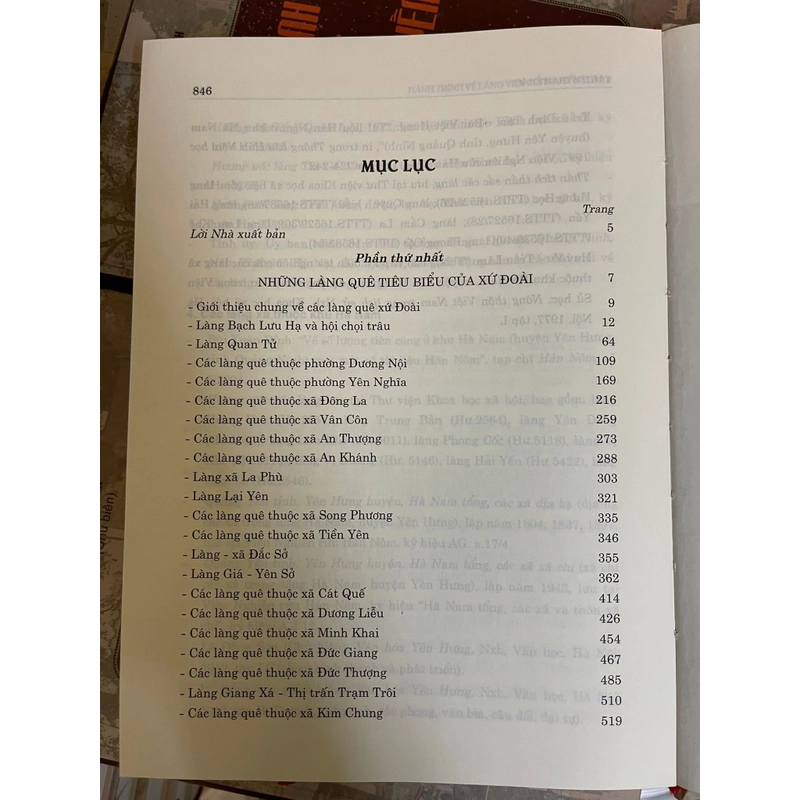 846
MỤC LỤC
Trang
Lời Nhà xuất bản 5
Phần thứ nhất
NHỮNG LÀNG QUÊ TIÊU BIỂU CỦA XỨ ĐOÀI 7
- Giới thiệu chung về các làng quê xứ Đoài 9
- Làng Bạch Lưu Hạ và hội chọi trâu 12
- Làng Quan Tử 64
- Các làng quê thuộc phường Dương Nội 109
- Các làng quê thuộc phường Yên Nghĩa 169
- Các làng quê thuộc xã Đông La 216
- Các làng quê thuộc xã Vân Côn 259
- Các làng quê thuộc xã An Thượng 273
- Các làng quê thuộc xã An Khánh 288
- Làng xã La Phù 303
- Làng Lại Yên 321
- Các làng quê thuộc xã Song Phương 335
- Các làng quê thuộc xã Tiền Yên 346
- Làng - xã Đắc Sở 355
- Làng Giá - Yên Sở 362
- Các làng quê thuộc xã Cát Quế 414
- Các làng quê thuộc xã Dương Liễu 426
- Các làng quê thuộc xã Minh Khai 454
- Các làng quê thuộc xã Đức Giang 467
- Các làng quê thuộc xã Đức Thượng 485
- Làng Giang Xá - Thị trấn Trạm Trôi 510
- Các làng quê thuộc xã Kim Chung 519